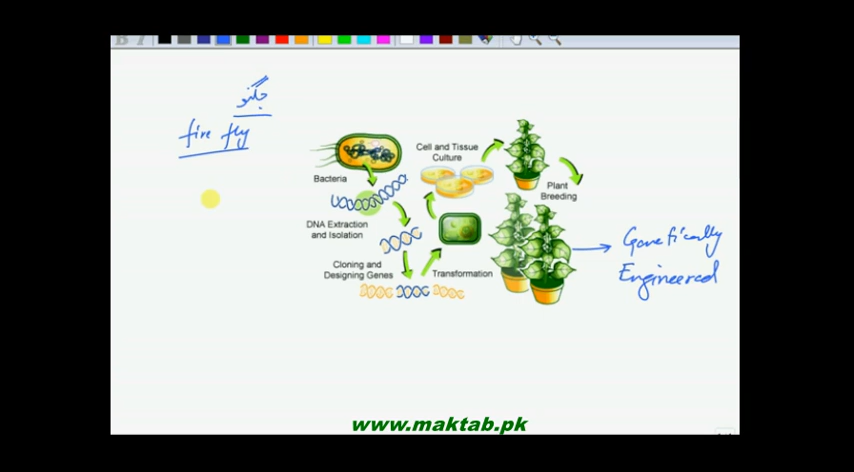 B I
جگنو
fire fly
Bacteria
DNA Extraction
and Isolation
Cloning and
Designing Genes
Transformation
Cell and Tissue
Culture
Plant
Breeding
Genetically
Engineered
www.maktab.pk